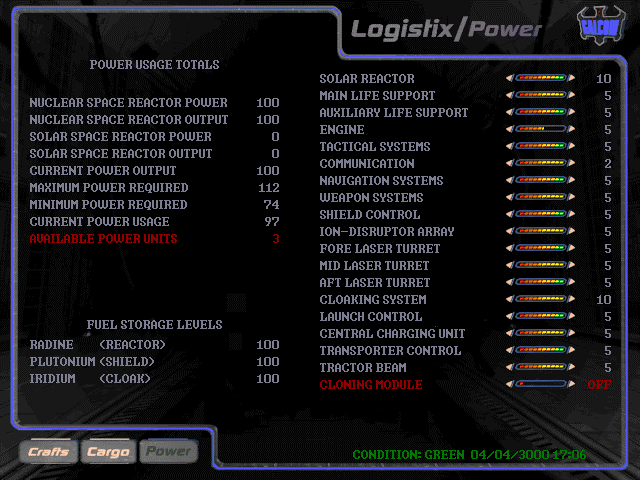 Logistix/Power
GALCOM
POWER USAGE TOTALS
NUCLEAR SPACE REACTOR POWER 100
NUCLEAR SPACE REACTOR OUTPUT 100
SOLAR SPACE REACTOR POWER 0
SOLAR SPACE REACTOR OUTPUT 0
CURRENT POWER OUTPUT 100
MAXIMUM POWER REQUIRED 112
MINIMUM POWER REQUIRED 74
CURRENT POWER USAGE 97
AVAILABLE POWER UNITS 3
FUEL STORAGE LEVELS
RADINE <REACTOR> 100
PLUTONIUM <SHIELD> 100
IRIDIUM <CLOAK> 100
SOLAR REACTOR 10
MAIN LIFE SUPPORT 5
AUXILIARY LIFE SUPPORT 5
ENGINE 5
TACTICAL SYSTEMS 5
COMMUNICATION 2
NAVIGATION SYSTEMS 5
WEAPON SYSTEMS 5
SHIELD CONTROL 5
ION-DISRUPTOR ARRAY 5
FORE LASER TURRET 5
MID LASER TURRET 5
AFT LASER TURRET 5
CLOAKING SYSTEM 10
LAUNCH CONTROL 5
CENTRAL CHARGING UNIT 5
TRANSPORTER CONTROL 5
TRACTOR BEAM 5
CLONING MODULE OFF
Crafts Cargo Power
CONDITION: GREEN 04/04/3000 17:06